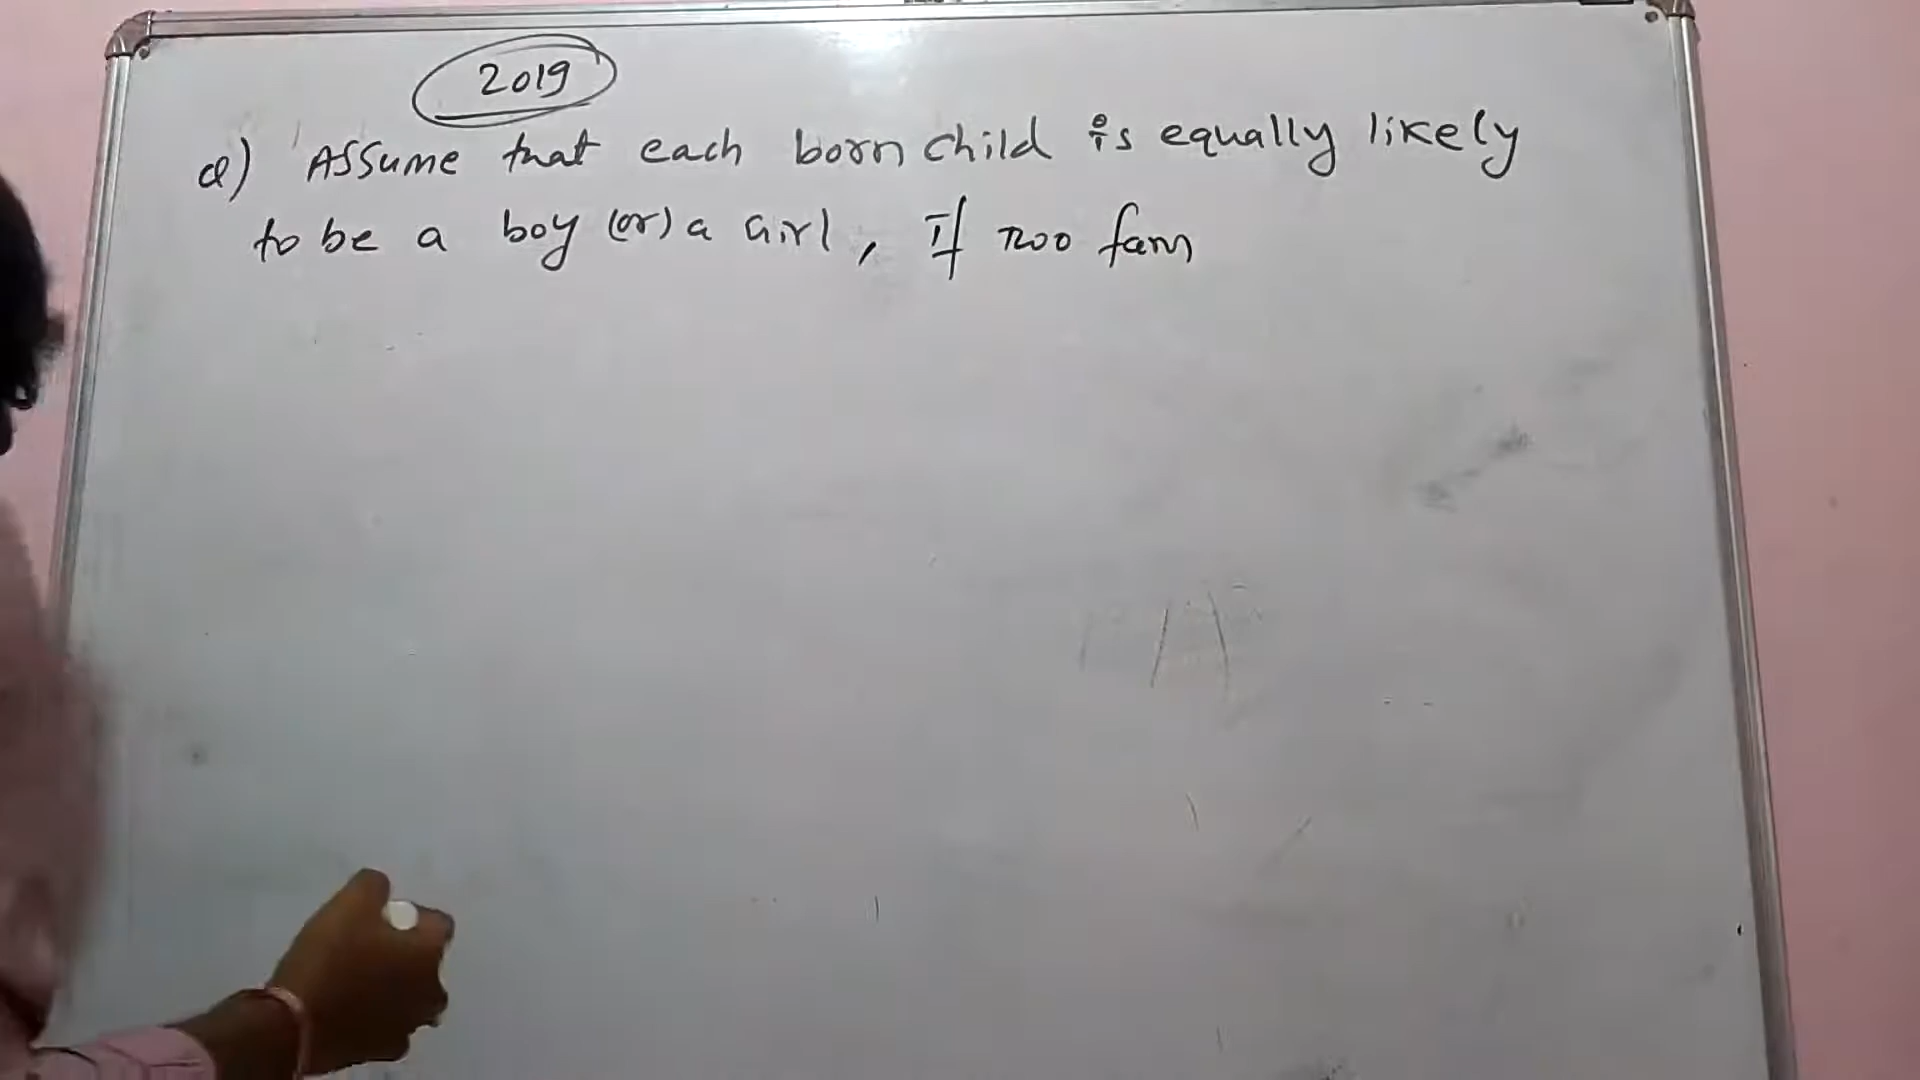 2019
Q) Assume that each born child is equally likely
to be a boy (or) a Girl, If two fam